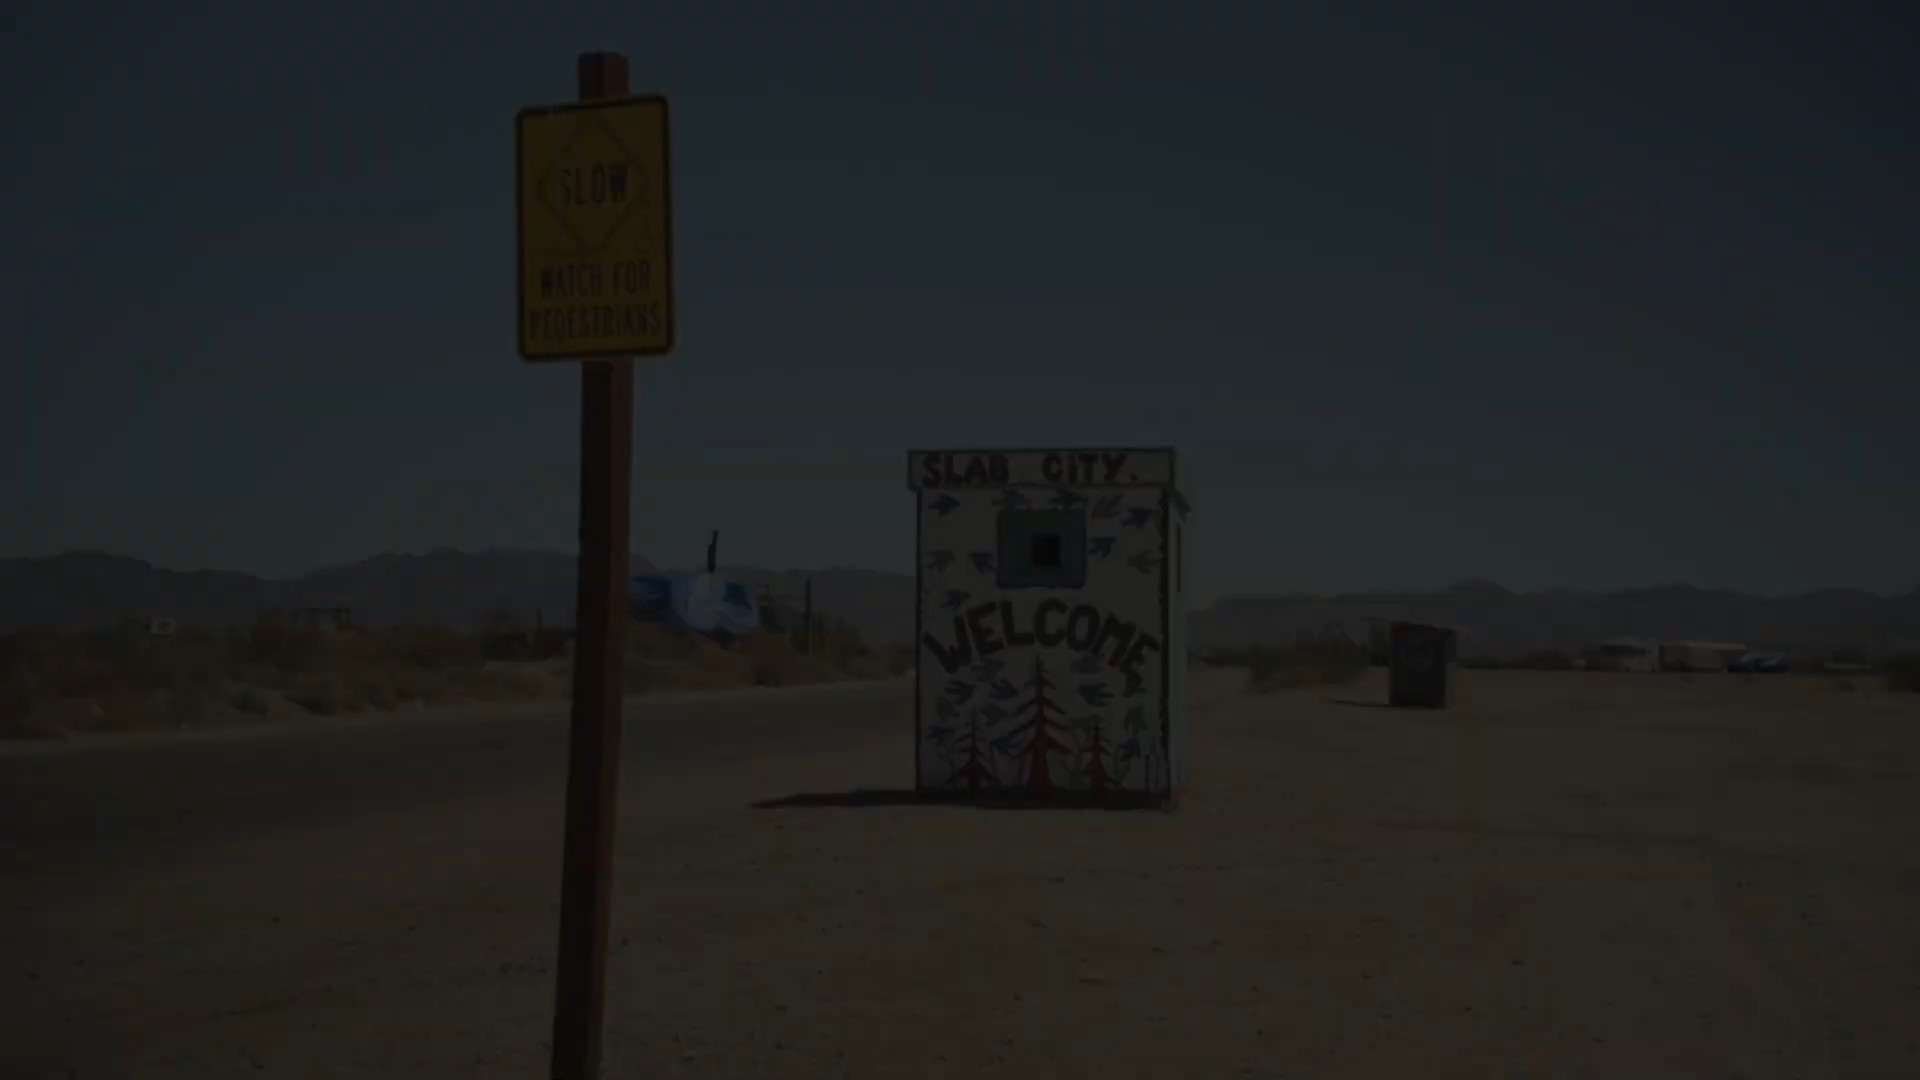 SLOW
WATCH FOR
PEDESTRIANS
SLAB CITY.
WELCOME